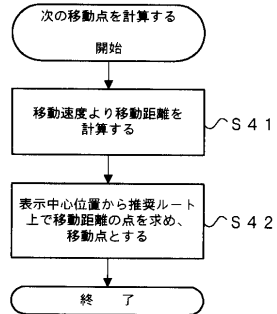 次の移動点を計算する
開始
移動速度より移動距離を
計算する
S41
表示中心位置から推奨ルート
上で移動距離の点を求め、
移動点とする
S42
終 了